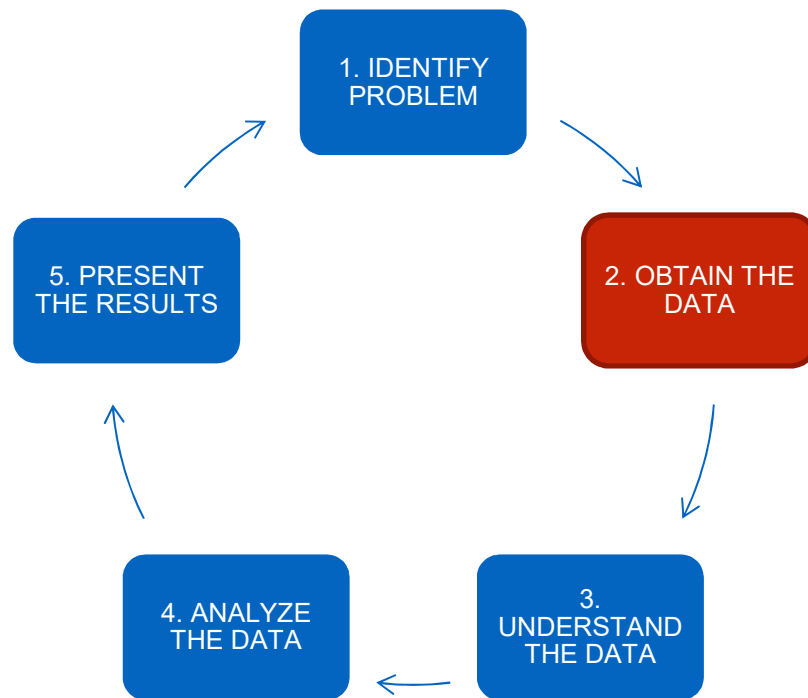 1. IDENTIFY
PROBLEM
2. OBTAIN THE
DATA
3.
UNDERSTAND
THE DATA
4. ANALYZE
THE DATA
5. PRESENT
THE RESULTS